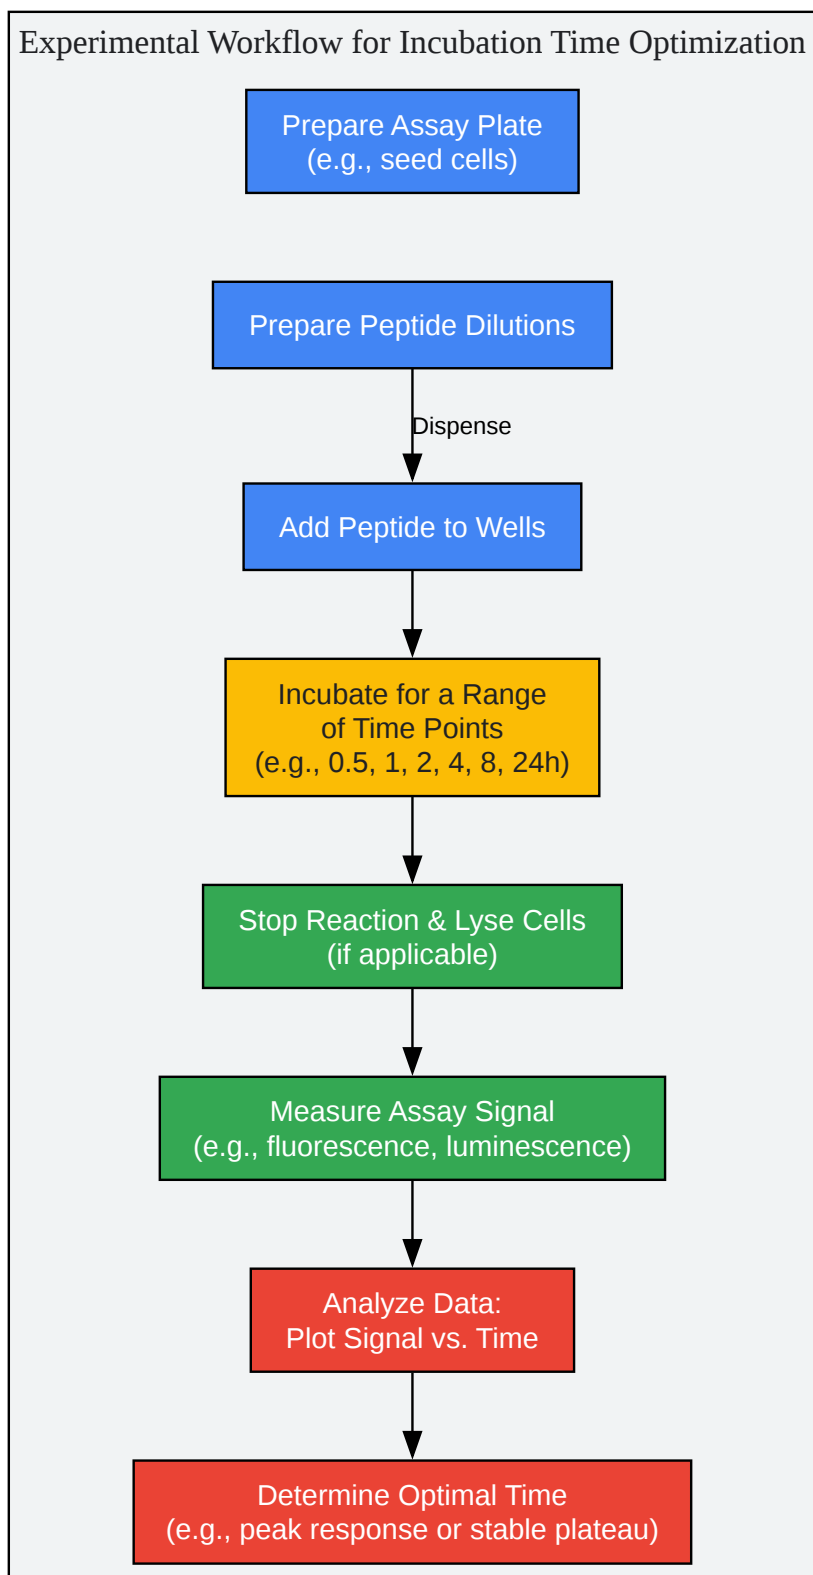 Experimental Workflow for Incubation Time Optimization
Prepare Assay Plate
(e.g., seed cells)
Prepare Peptide Dilutions
Dispense
Add Peptide to Wells
Incubate for a Range
of Time Points
(e.g., 0.5, 1, 2, 4, 8, 24h)
Stop Reaction & Lyse Cells
(if applicable)
Measure Assay Signal
(e.g., fluorescence, luminescence)
Analyze Data:
Plot Signal vs. Time
Determine Optimal Time
(e.g., peak response or stable plateau)